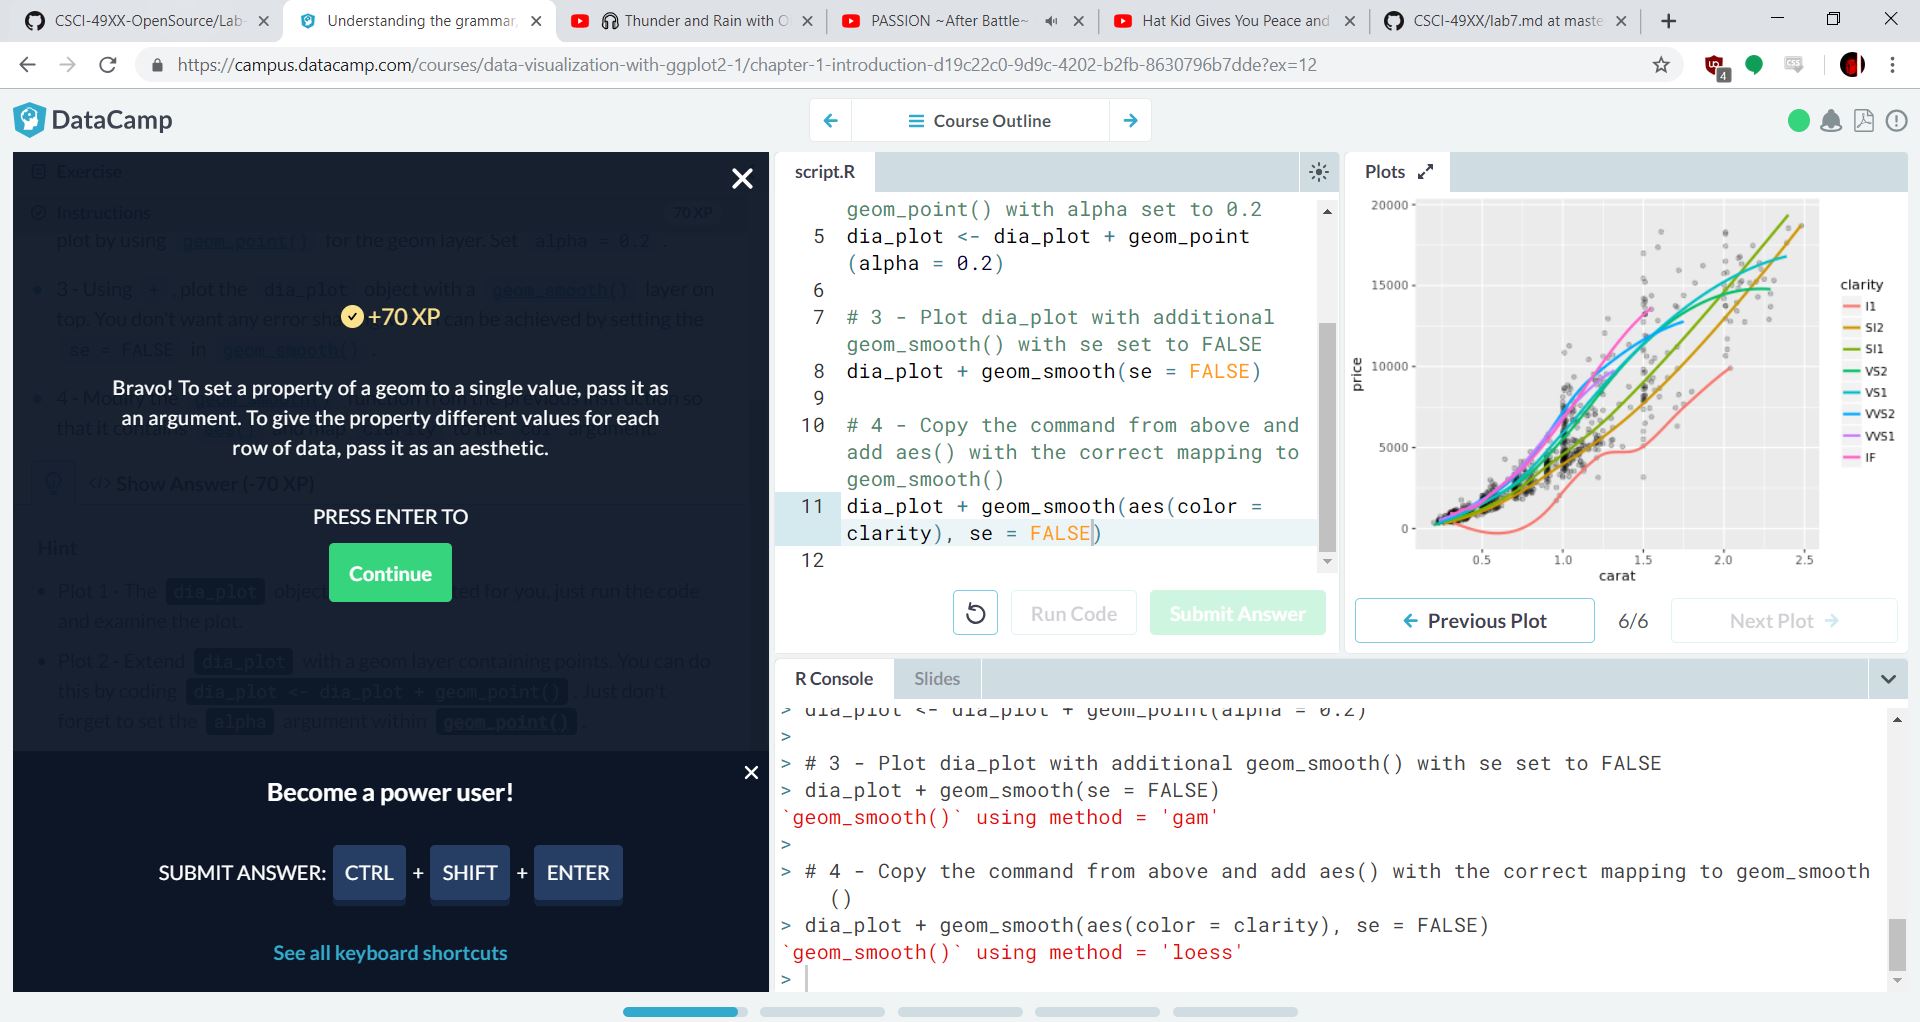 CSCI-49XX-OpenSource/Lab-
Understanding the grammar,
Thunder and Rain with O
PASSION ~After Battle~
Hat Kid Gives You Peace and
CSCI-49XX/lab7.md at maste
https://campus.datacamp.com/courses/data-visualization-with-ggplot2-1/chapter-1-introduction-d19c22c0-9d9c-4202-b2fb-8630796b7dde?ex=12
4
CSS
DataCamp
Course Outline
Exercise
Instructions
70 XP
plot by using geom_point() for the geom layer. Set alpha = 0.2 .
3 - Using + , plot the dia_plot object with a geom_smooth() layer on
top. You don't want any error can be achieved by setting the
se = FALSE in geom_smooth() .
+70 XP
Bravo! To set a property of a geom to a single value, pass it as
an argument. To give the property different values for each
row of data, pass it as an aesthetic.
</> Show Answer (-70 XP)
PRESS ENTER TO
Continue
Hint
Plot 1 - The dia_plot object ted for you, just run the code
and examine the plot.
Plot 2 - Extend dia_plot with a geom layer containing points. You can do
this by coding dia_plot <- dia_plot + geom_point() . Just don't
forget to set the alpha argument within geom_point() .
Become a power user!
SUBMIT ANSWER: CTRL + SHIFT + ENTER
See all keyboard shortcuts
script.R
geom_point() with alpha set to 0.2
5 dia_plot <- dia_plot + geom_point
(alpha = 0.2)
6
7 # 3 - Plot dia_plot with additional
geom_smooth() with se set to FALSE
8 dia_plot + geom_smooth(se = FALSE)
9
10 # 4 - Copy the command from above and
add aes() with the correct mapping to
geom_smooth()
11 dia_plot + geom_smooth(aes(color =
clarity), se = FALSE)
12
Run Code
Submit Answer
Plots
20000
15000
10000
5000
0
price
0.5 1.0 1.5 2.0 2.5
carat
clarity
I1
SI2
SI1
VS2
VS1
VVS2
VVS1
IF
Previous Plot
6/6
Next Plot
R Console
Slides
> dia_plot <- dia_plot + geom_point(alpha = 0.2)
>
> # 3 - Plot dia_plot with additional geom_smooth() with se set to FALSE
> dia_plot + geom_smooth(se = FALSE)
`geom_smooth()` using method = 'gam'
>
> # 4 - Copy the command from above and add aes() with the correct mapping to geom_smooth
()
> dia_plot + geom_smooth(aes(color = clarity), se = FALSE)
`geom_smooth()` using method = 'loess'
>